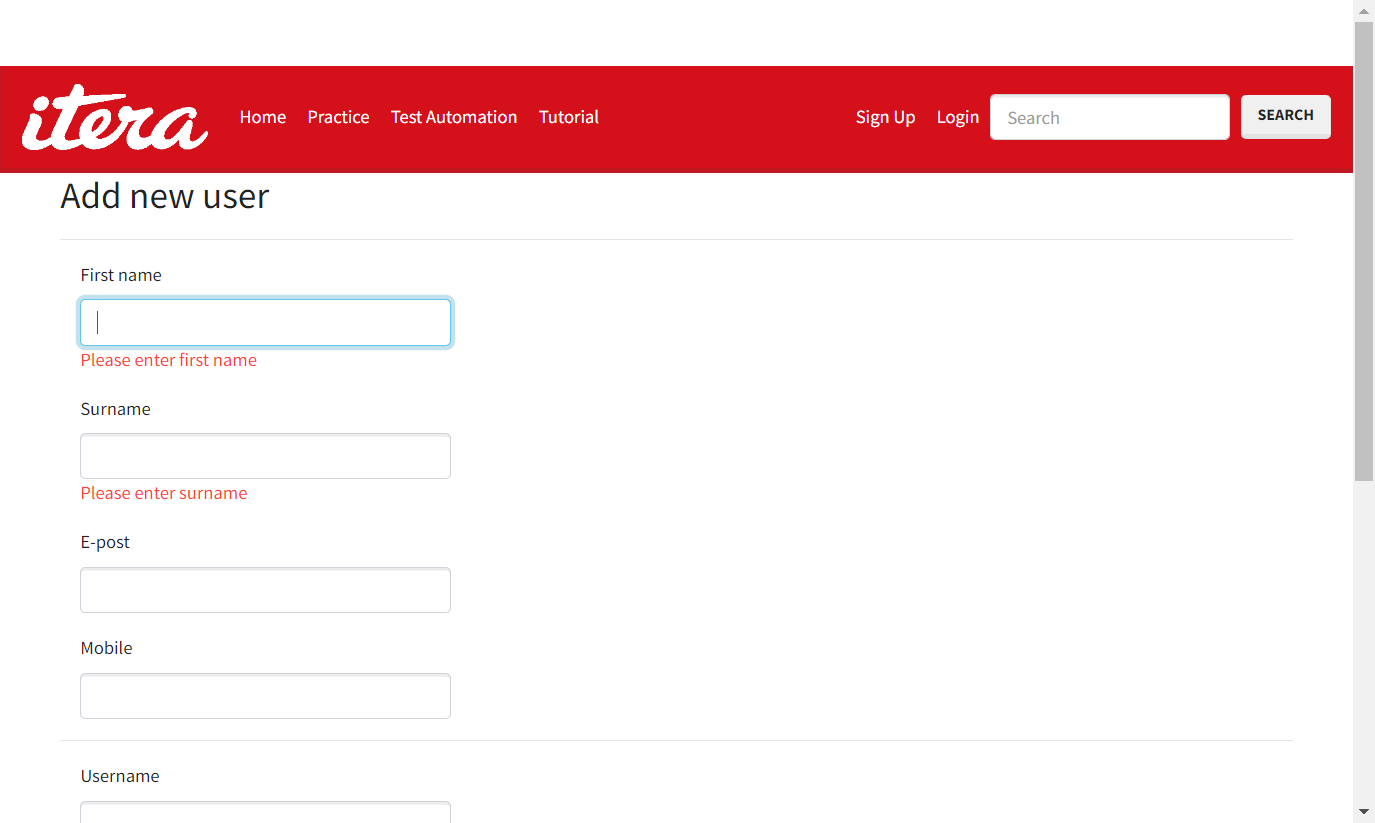 itera
Home Practice Test Automation Tutorial Sign Up Login Search SEARCH
Add new user
First name
Please enter first name
Surname
Please enter surname
E-post
Mobile
Username